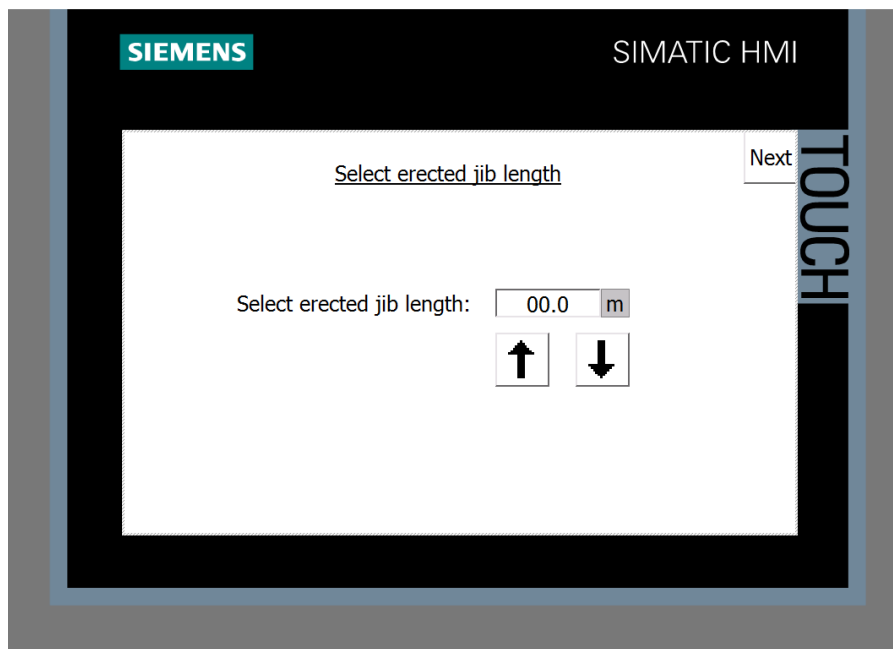 SIEMENS
SIMATIC HMI
Select erected jib length
Next
TOUCH
Select erected jib length:
00.0
m